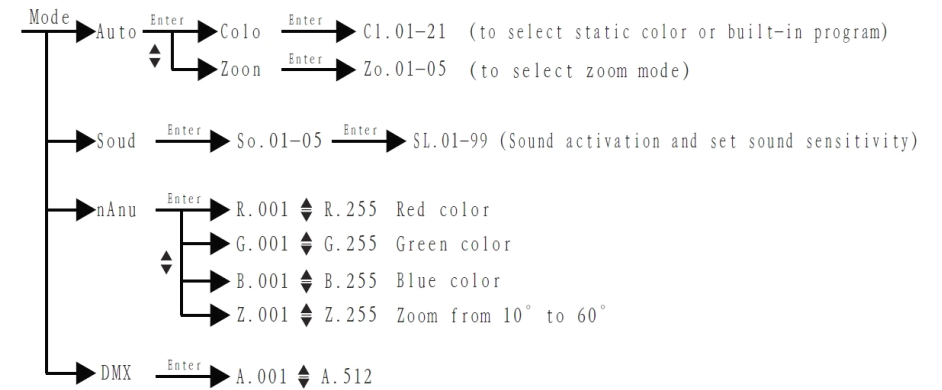 Mode
Auto Enter Colo Enter C1.01-21 (to select static color or built-in program)
Zoon Enter Zo.01-05 (to select zoom mode)
Soud Enter So.01-05 Enter SL.01-99 (Sound activation and set sound sensitivity)
nAnu Enter R.001 R.255 Red color
G.001 G.255 Green color
B.001 B.255 Blue color
Z.001 Z.255 Zoom from 10° to 60°
DMX Enter A.001 A.512